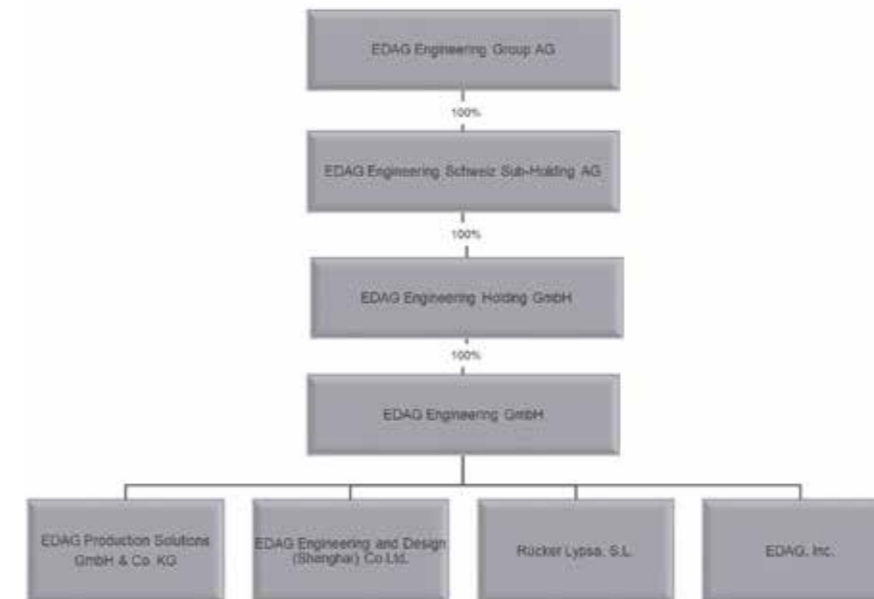 EDAG Engineering Group AG
100%
EDAG Engineering Schweiz Sub-Holding AG
100%
EDAG Engineering Holding GmbH
100%
EDAG Engineering GmbH
EDAG Production Solutions
GmbH & Co. KG
EDAG Engineering and Design
(Shanghai) Co.Ltd.
Rücker Lypsa, S.L.
EDAG, Inc.